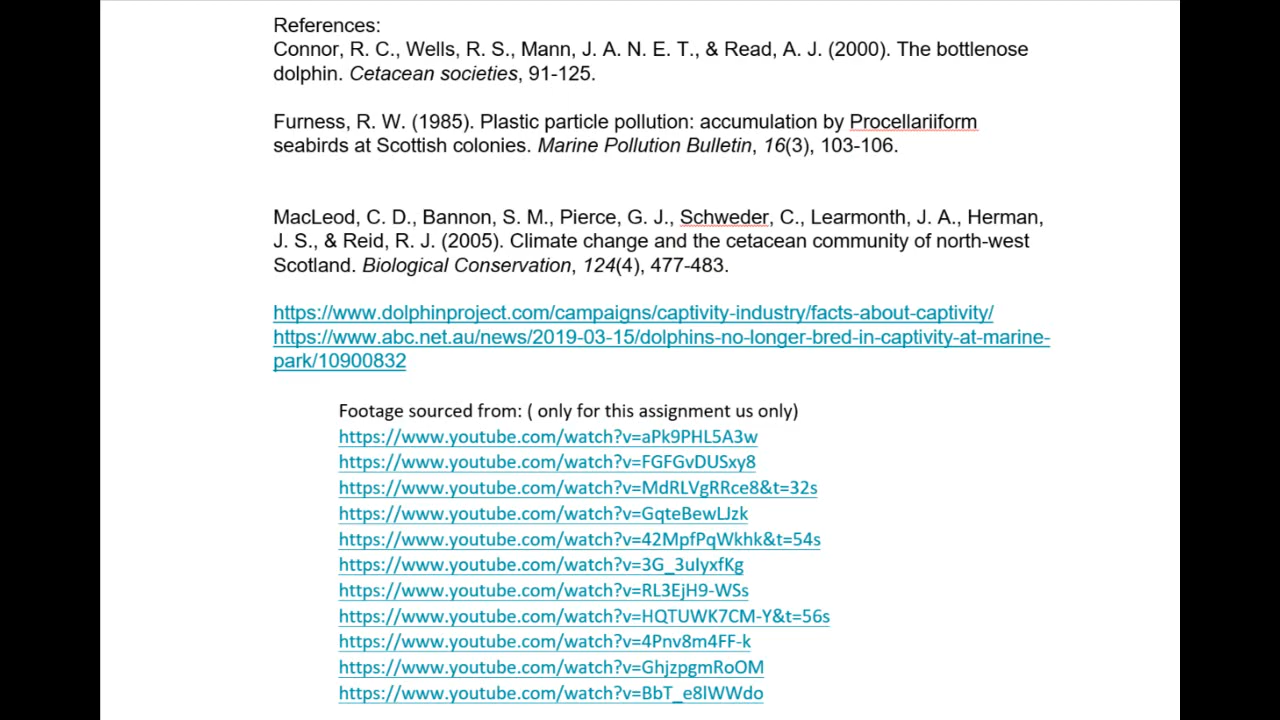 References:
Connor, R. C., Wells, R. S., Mann, J. A. N. E. T., & Read, A. J. (2000). The bottlenose
dolphin. Cetacean societies, 91-125.
Furness, R. W. (1985). Plastic particle pollution: accumulation by Procellariiform
seabirds at Scottish colonies. Marine Pollution Bulletin, 16(3), 103-106.
MacLeod, C. D., Bannon, S. M., Pierce, G. J., Schweder, C., Learmonth, J. A., Herman,
J. S., & Reid, R. J. (2005). Climate change and the cetacean community of north-west
Scotland. Biological Conservation, 124(4), 477-483.
https://www.dolphinproject.com/campaigns/captivity-industry/facts-about-captivity/
https://www.abc.net.au/news/2019-03-15/dolphins-no-longer-bred-in-captivity-at-marine-
park/10900832
Footage sourced from: ( only for this assignment us only)
https://www.youtube.com/watch?v=aPk9PHL5A3w
https://www.youtube.com/watch?v=FGFGvDUSxy8
https://www.youtube.com/watch?v=MdRLVgRRce8&t=32s
https://www.youtube.com/watch?v=GqteBewLJzk
https://www.youtube.com/watch?v=42MpfPqWkhk&t=54s
https://www.youtube.com/watch?v=3G_3uIyxfKg
https://www.youtube.com/watch?v=RL3EjH9-WSs
https://www.youtube.com/watch?v=HQTUWK7CM-Y&t=56s
https://www.youtube.com/watch?v=4Pnv8m4FF-k
https://www.youtube.com/watch?v=GhjzpgmRoOM
https://www.youtube.com/watch?v=BbT_e8lWWdo